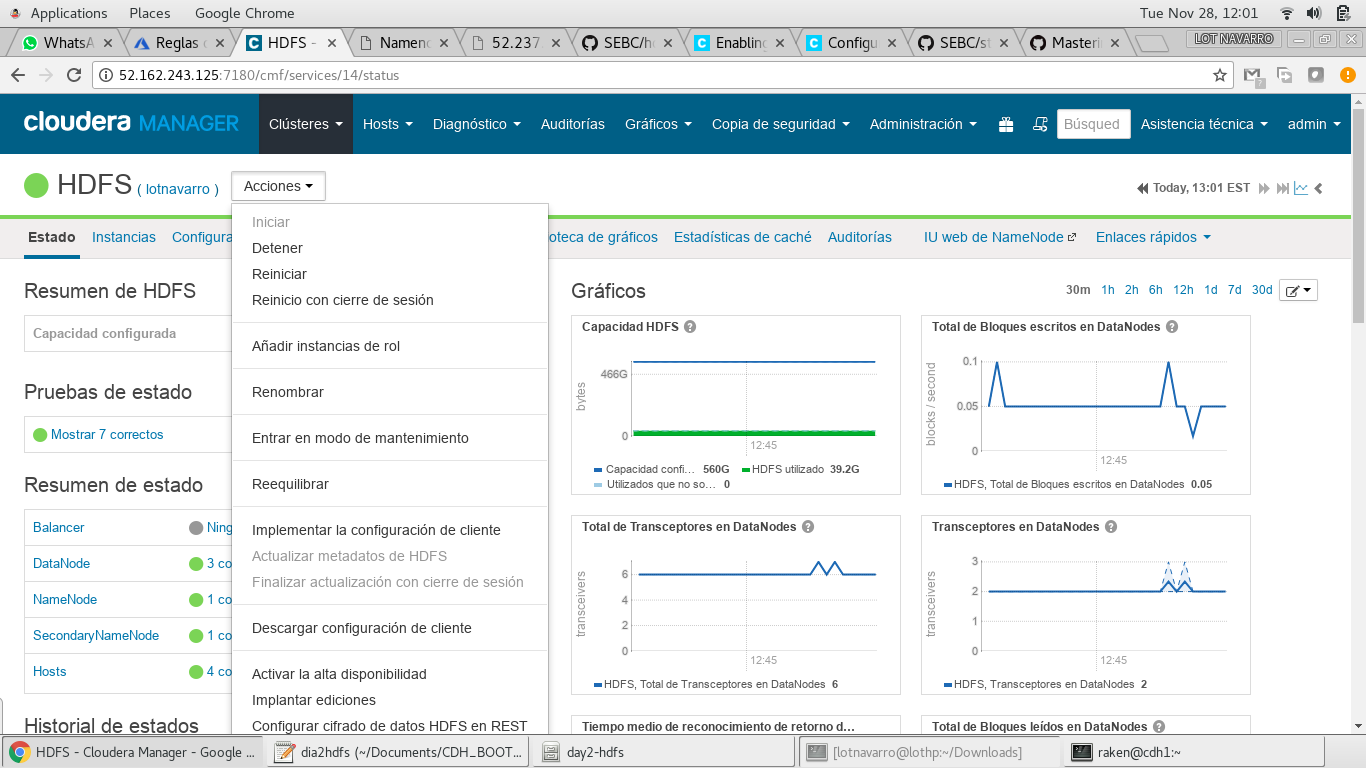 Applications Places Google Chrome Tue Nov 28, 12:01
WhatsA Reglas HDFS - Namenc 52.237. SEBC/h Enabling Configu SEBC/st Masterin LOT NAVARRO
52.162.243.125:7180/cmf/services/14/status
cloudera MANAGER Clústeres Hosts Diagnóstico Auditorías Gráficos Copia de seguridad Administración Búsqued Asistencia técnica admin
HDFS ( lotnavarro ) Acciones Today, 13:01 EST
Estado Instancias Configura oteca de gráficos Estadísticas de caché Auditorías IU web de NameNode Enlaces rápidos
Iniciar
Detener
Reiniciar
Reinicio con cierre de sesión
Añadir instancias de rol
Renombrar
Entrar en modo de mantenimiento
Reequilibrar
Implementar la configuración de cliente
Actualizar metadatos de HDFS
Finalizar actualización con cierre de sesión
Descargar configuración de cliente
Activar la alta disponibilidad
Implantar ediciones
Configurar cifrado de datos HDFS en REST
Resumen de HDFS
Capacidad configurada
Pruebas de estado
Mostrar 7 correctos
Resumen de estado
Balancer Ning
DataNode 3 co
NameNode 1 co
SecondaryNameNode 1 co
Hosts 4 co
Historial de estados
Gráficos 30m 1h 2h 6h 12h 1d 7d 30d
Capacidad HDFS
bytes
466G
0
12:45
Capacidad confi... 560G HDFS utilizado 39.2G
Utilizados que no so... 0
Total de Bloques escritos en DataNodes
blocks / second
0.1
0.05
0
12:45
HDFS, Total de Bloques escritos en DataNodes 0.05
Total de Transceptores en DataNodes
transceivers
6
4
2
0
12:45
HDFS, Total de Transceptores en DataNodes 6
Transceptores en DataNodes
transceivers
3
2
1
0
12:45
HDFS, Transceptores en DataNodes 2
Tiempo medio de reconocimiento de retorno d...
Total de Bloques leídos en DataNodes
HDFS - Cloudera Manager - Google ... dia2hdfs (~/Documents/CDH_BOOT... day2-hdfs [lotnavarro@lothp:~/Downloads] raken@cdh1:~